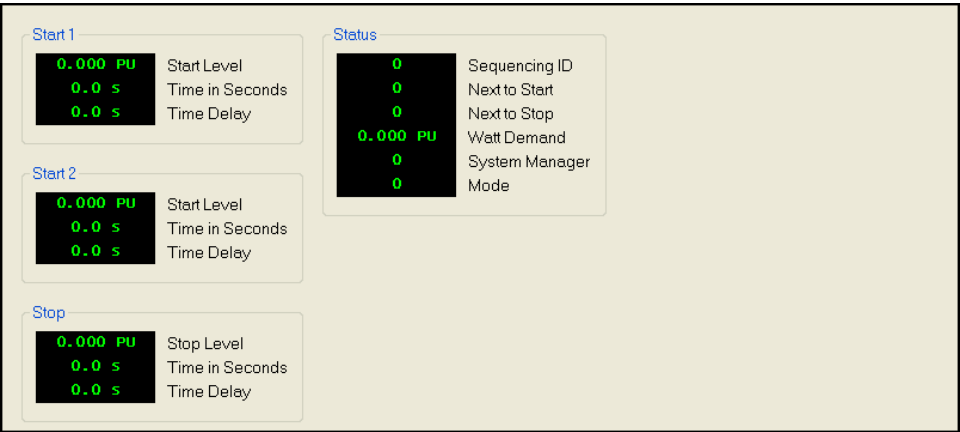 Start 1
0.000 PU Start Level
0.0 s Time in Seconds
0.0 s Time Delay
Start 2
0.000 PU Start Level
0.0 s Time in Seconds
0.0 s Time Delay
Stop
0.000 PU Stop Level
0.0 s Time in Seconds
0.0 s Time Delay
Status
0 Sequencing ID
0 Next to Start
0 Next to Stop
0.000 PU Watt Demand
0 System Manager
0 Mode